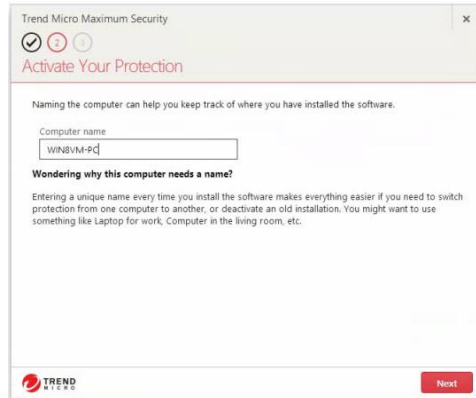 Trend Micro Maximum Security
2
3
Activate Your Protection
Naming the computer can help you keep track of where you have installed the software.
Computer name
WIN8VM-PC
Wondering why this computer needs a name?
Entering a unique name every time you install the software makes everything easier if you need to switch
protection from one computer to another, or deactivate an old installation. You might want to use
something like Laptop for work, Computer in the living room, etc.
TREND
MICRO
Next